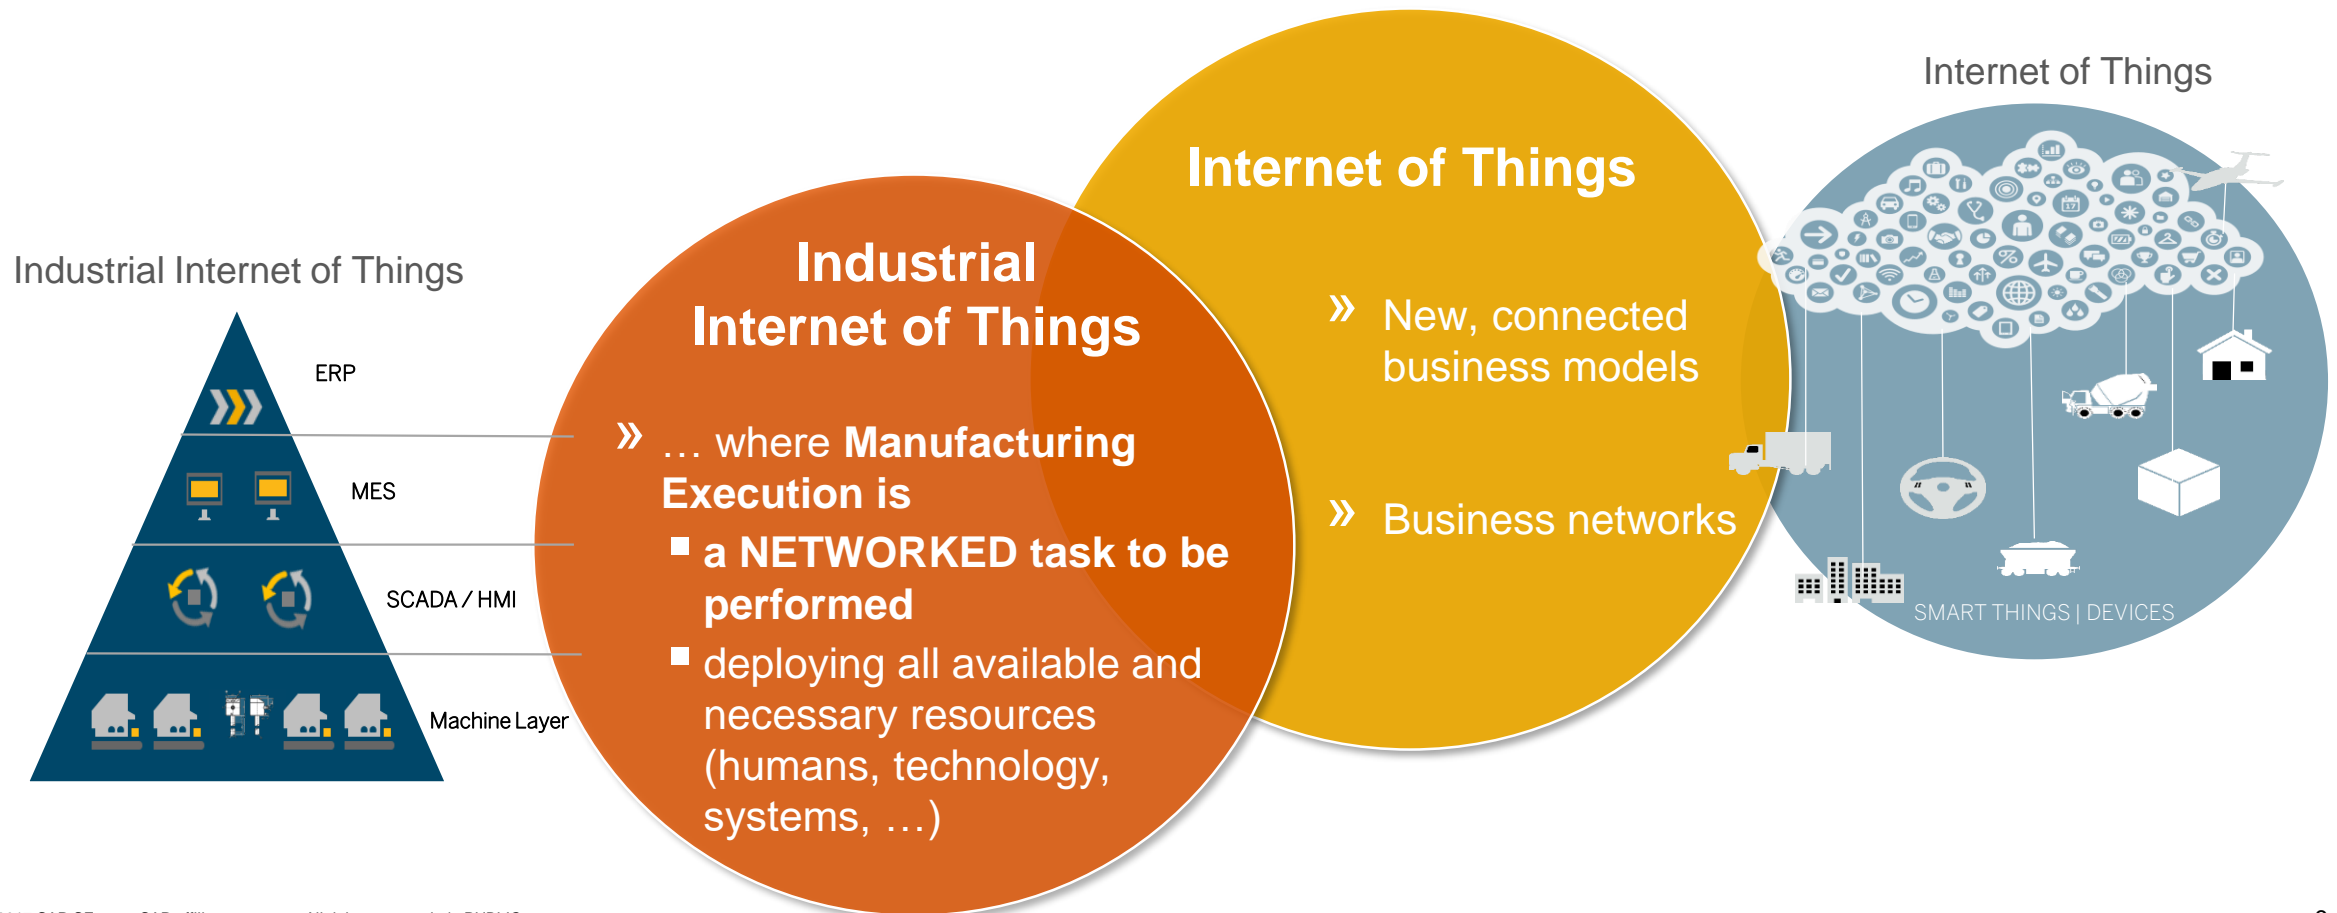 Internet of Things
Internet of Things
Industrial Internet of Things
Industrial
Internet of Things
» New, connected
business models
ERP
» … where Manufacturing
Execution is
MES
» Business networks
▪ a NETWORKED task to be
performed
SCADA / HMI
SMART THINGS | DEVICES
▪ deploying all available and
necessary resources
(humans, technology,
systems, …)
Machine Layer
17
%